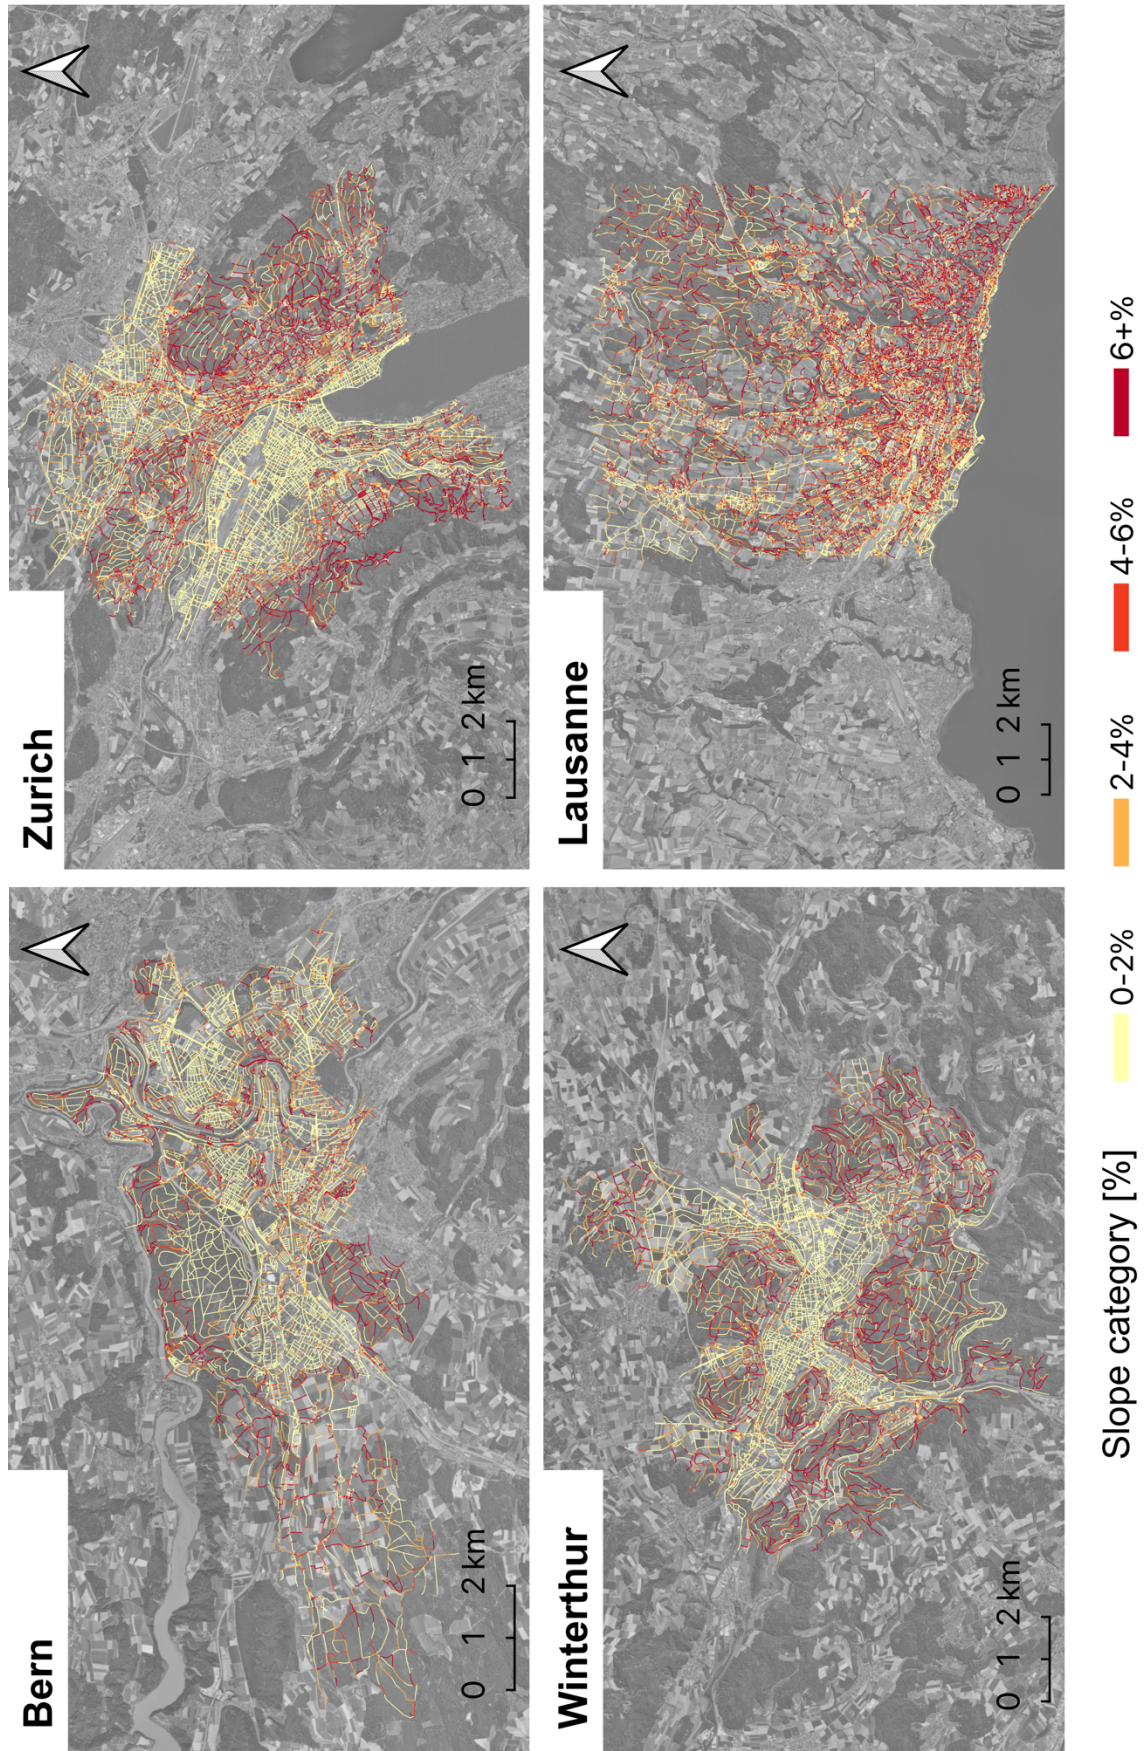 Bern
0 1 2 km
Zurich
0 1 2 km
Winterthur
0 1 2 km
Lausanne
0 1 2 km
Slope category [%] 0-2% 2-4% 4-6% 6+%